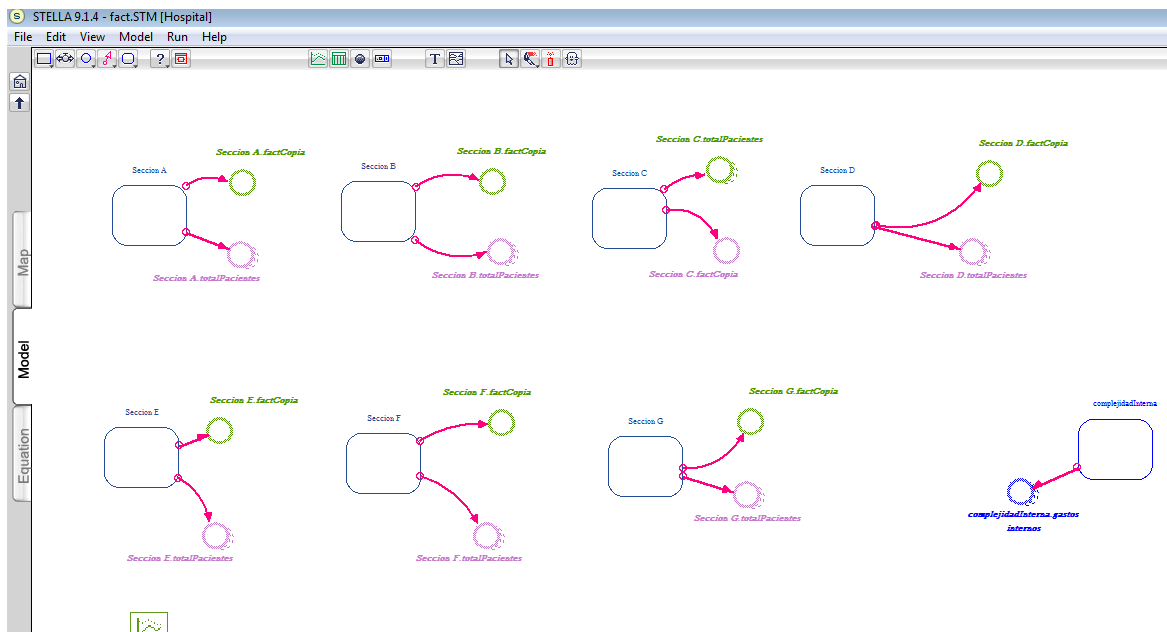 S STELLA 9.1.4 - fact.STM [Hospital]
File Edit View Model Run Help
? T
Map
Model
Equation
Seccion A
Seccion A.factCopia
Seccion A.totalPacientes
Seccion B
Seccion B.factCopia
Seccion B.totalPacientes
Seccion C
Seccion C.totalPacientes
Seccion C.factCopia
Seccion D
Seccion D.factCopia
Seccion D.totalPacientes
Seccion E
Seccion E.factCopia
Seccion E.totalPacientes
Seccion F
Seccion F.factCopia
Seccion F.totalPacientes
Seccion G
Seccion G.factCopia
Seccion G.totalPacientes
complejidadInterna
complejidadInterna.gastos
internos